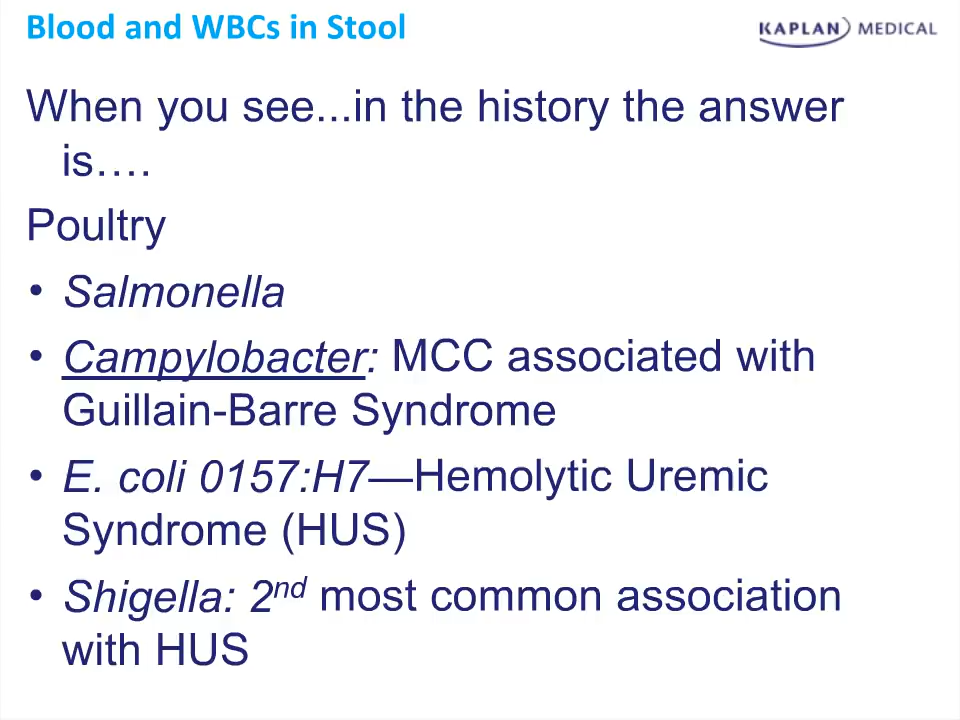 Blood and WBCs in Stool
KAPLAN MEDICAL
When you see...in the history the answer
is….
Poultry
• Salmonella
• Campylobacter: MCC associated with
Guillain-Barre Syndrome
• E. coli 0157:H7—Hemolytic Uremic
Syndrome (HUS)
• Shigella: 2nd most common association
with HUS